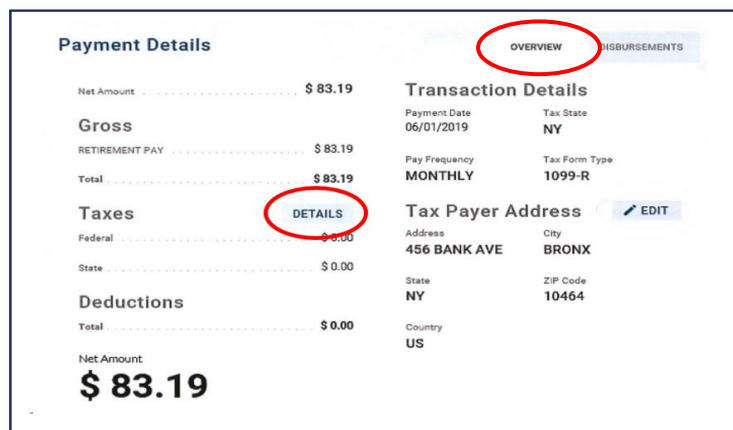 Payment Details
OVERVIEW
DISBURSEMENTS
Net Amount $ 83.19
Gross
RETIREMENT PAY $ 83.19
Total $ 83.19
Taxes DETAILS
Federal $ 0.00
State $ 0.00
Deductions
Total $ 0.00
Net Amount
$ 83.19
Transaction Details
Payment Date Tax State
06/01/2019 NY
Pay Frequency Tax Form Type
MONTHLY 1099-R
Tax Payer Address EDIT
Address City
456 BANK AVE BRONX
State ZIP Code
NY 10464
Country
US